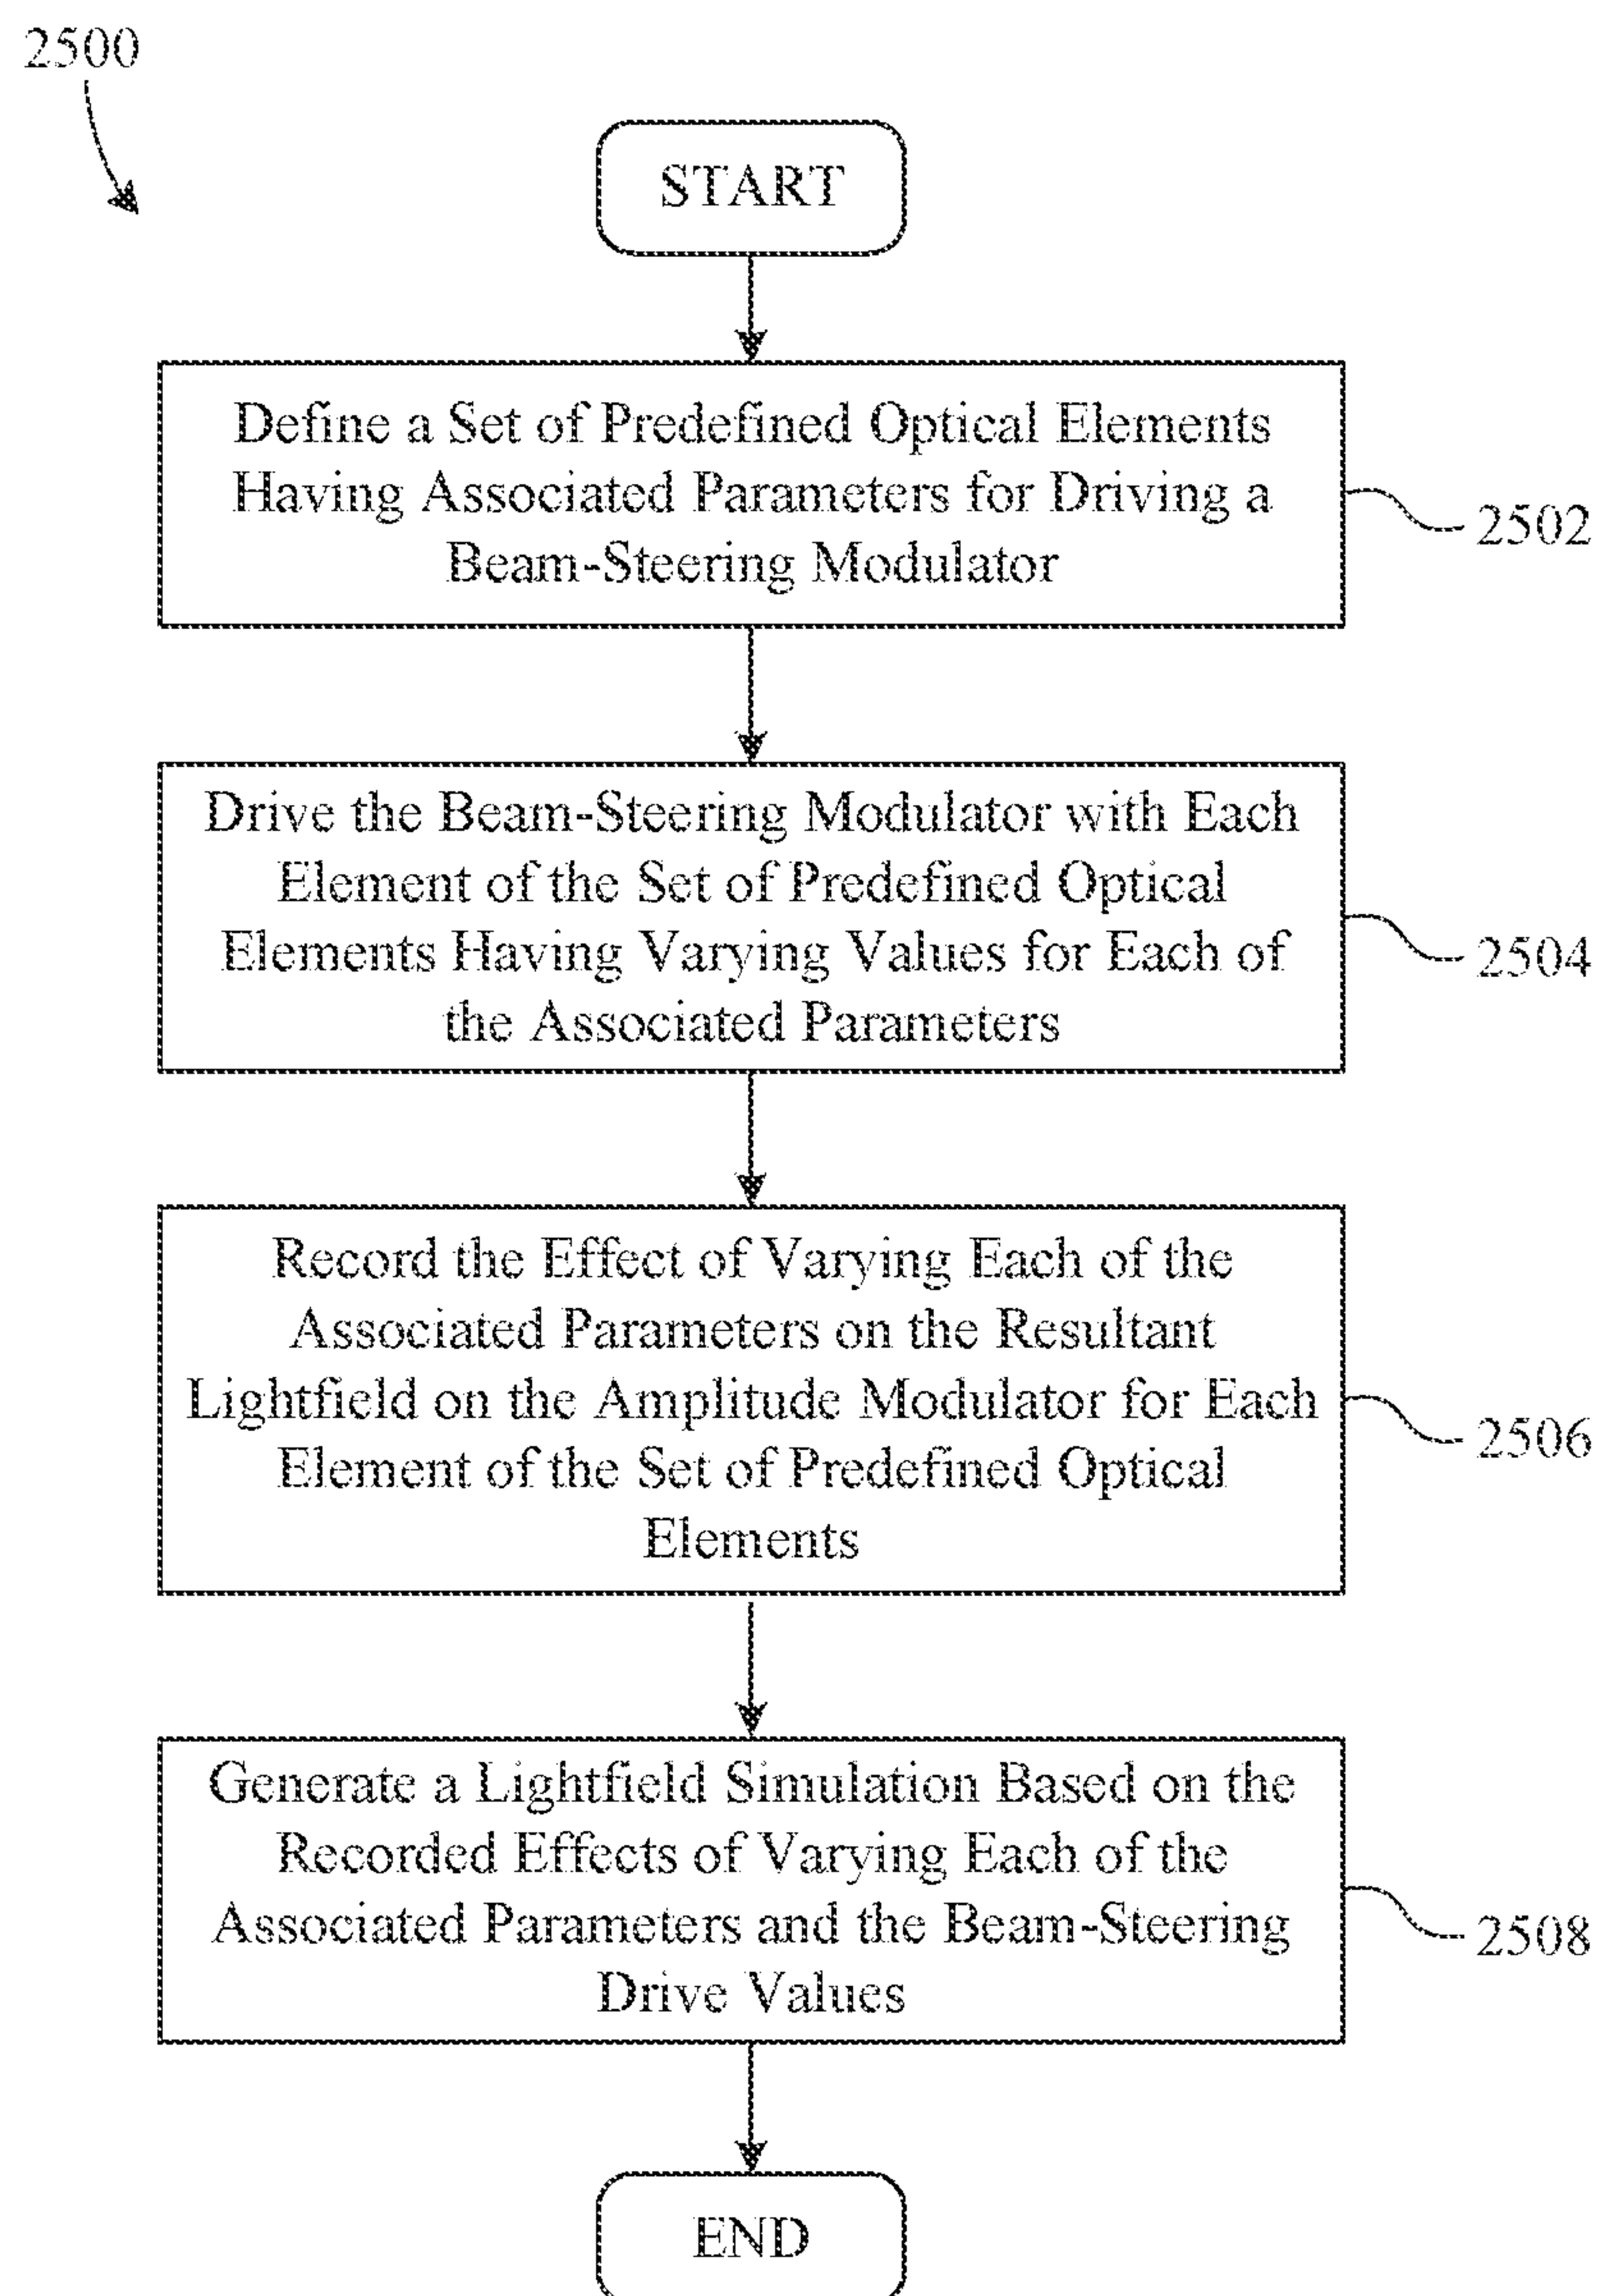 2500
START
Define a Set of Predefined Optical Elements
Having Associated Parameters for Driving a
Beam-Steering Modulator
2502
Drive the Beam-Steering Modulator with Each
Element of the Set of Predefined Optical
Elements Having Varying Values for Each of
the Associated Parameters
2504
Record the Effect of Varying Each of the
Associated Parameters on the Resultant
Lightfield on the Amplitude Modulator for Each
Element of the Set of Predefined Optical
Elements
2506
Generate a Lightfield Simulation Based on the
Recorded Effects of Varying Each of the
Associated Parameters and the Beam-Steering
Drive Values
2508
END